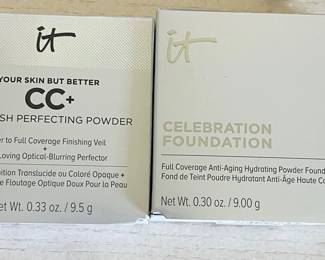 it
YOUR SKIN BUT BETTER
CC+
SH PERFECTING POWDER
er to Full Coverage Finishing Veil
+
Loving Optical-Blurring Perfector
ition Translucide ou Coloré Opaque +
e Floutage Optique Doux Pour la Peau
et Wt. 0.33 oz. / 9.5 g
it
CELEBRATION
FOUNDATION
Full Coverage Anti-Aging Hydrating Powder Found
Fond de Teint Poudre Hydratant Anti-Âge Haute Co
Net Wt. 0.30 oz. / 9.00 g